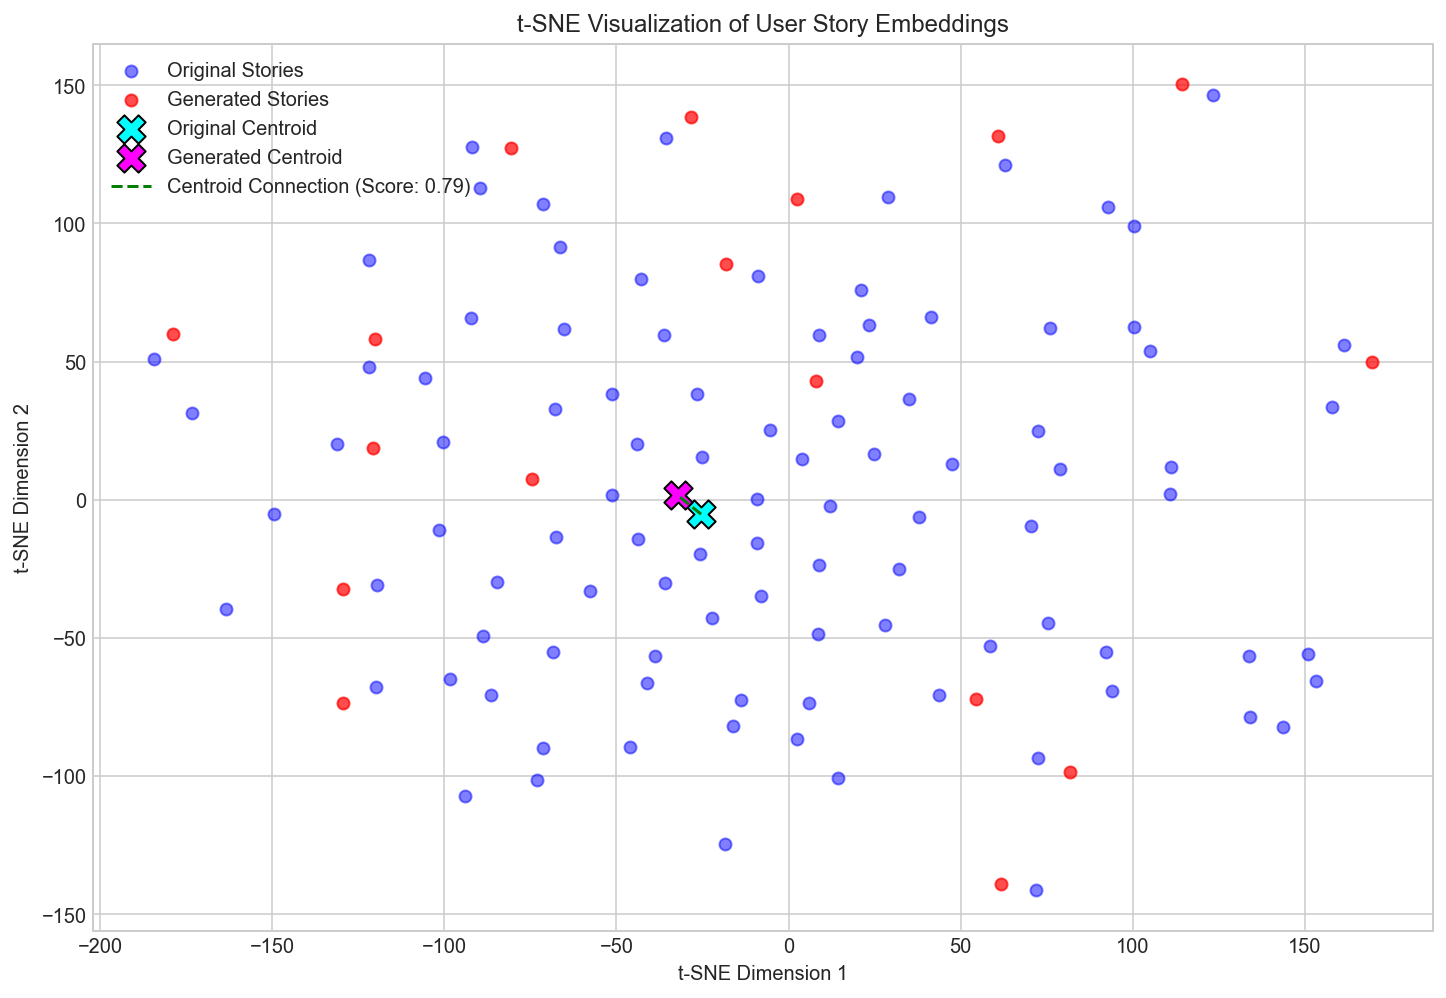 t-SNE Visualization of User Story Embeddings
Original Stories
Generated Stories
Original Centroid
Generated Centroid
Centroid Connection (Score: 0.79)
150
100
50
0
−50
−100
−150
t-SNE Dimension 2
−200
−150
−100
−50
0
50
100
150
t-SNE Dimension 1